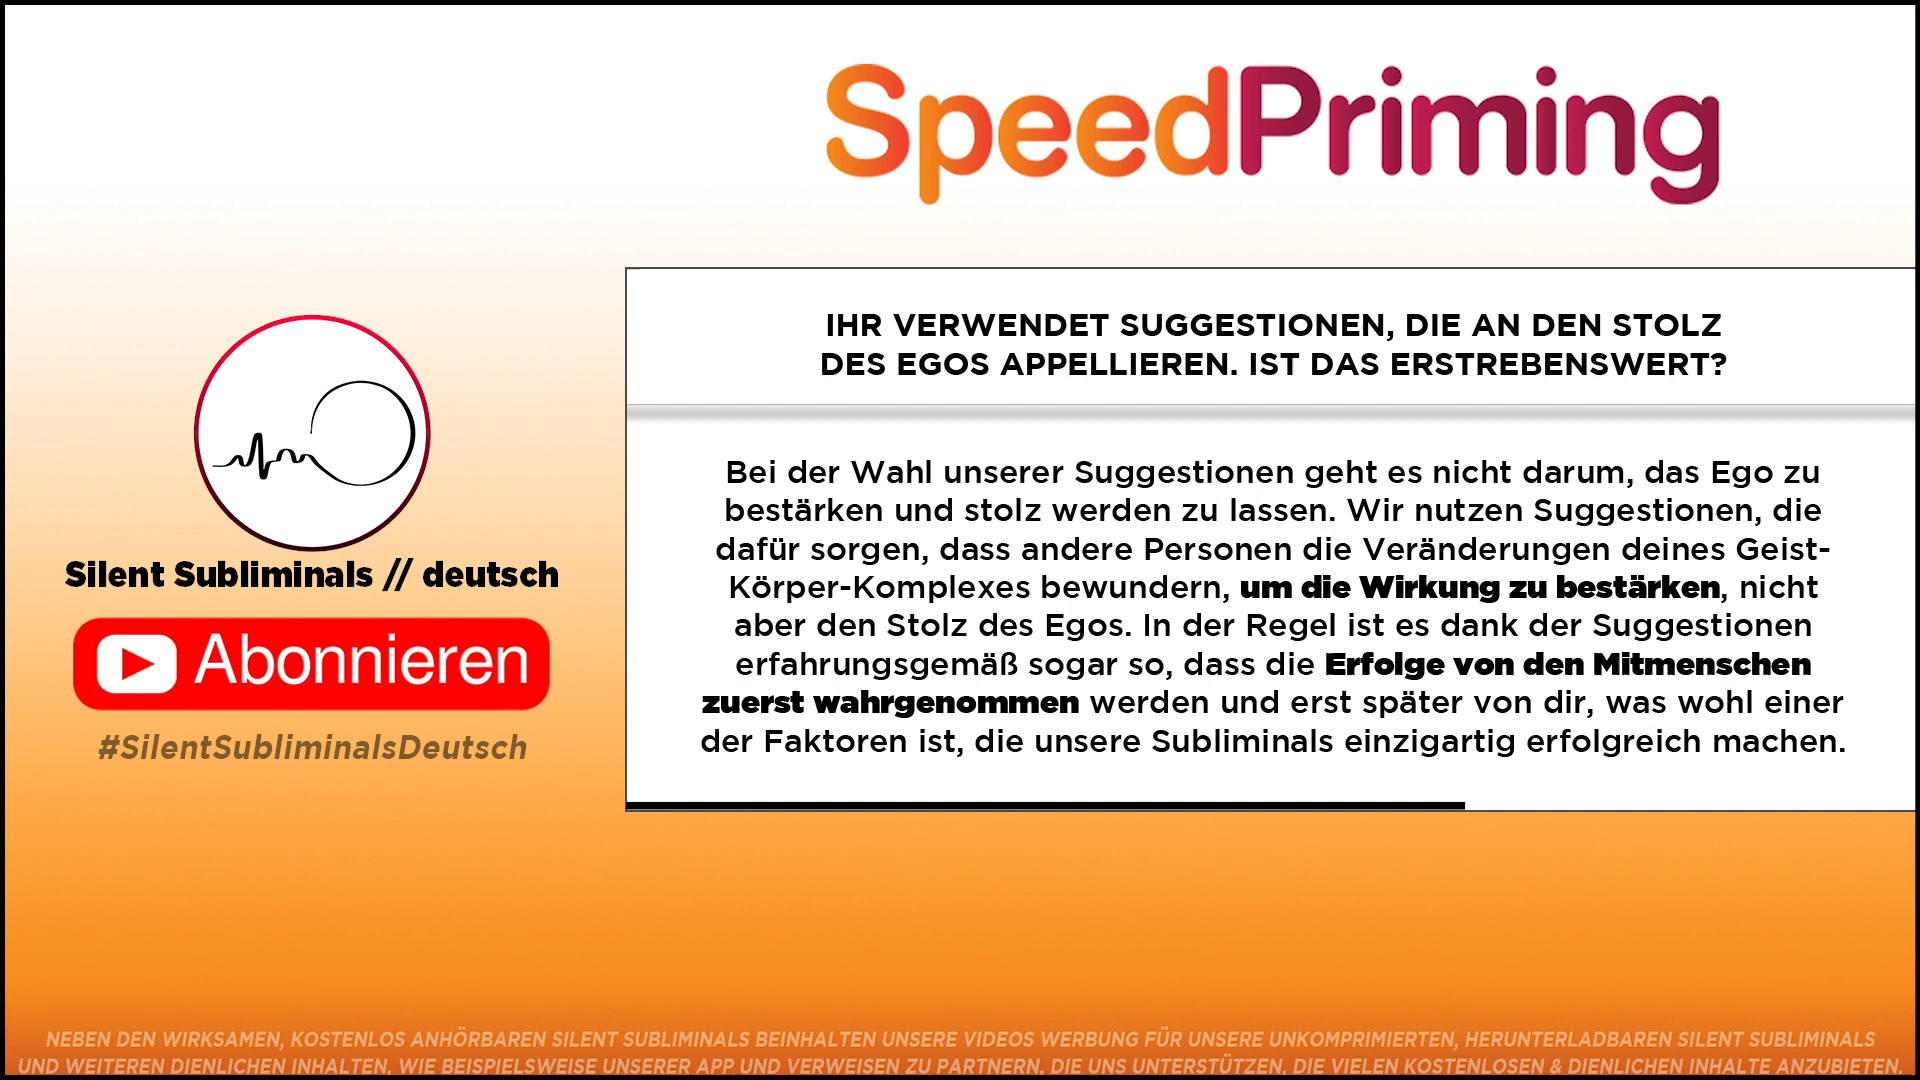 SpeedPriming
IHR VERWENDET SUGGESTIONEN, DIE AN DEN STOLZ
DES EGOS APPELLIEREN. IST DAS ERSTREBENSWERT?
Bei der Wahl unserer Suggestionen geht es nicht darum, das Ego zu
bestärken und stolz werden zu lassen. Wir nutzen Suggestionen, die
dafür sorgen, dass andere Personen die Veränderungen deines Geist-
Körper-Komplexes bewundern, um die Wirkung zu bestärken, nicht
aber den Stolz des Egos. In der Regel ist es dank der Suggestionen
erfahrungsgemäß sogar so, dass die Erfolge von den Mitmenschen
zuerst wahrgenommen werden und erst später von dir, was wohl einer
der Faktoren ist, die unsere Subliminals einzigartig erfolgreich machen.
Silent Subliminals // deutsch
Abonnieren
#SilentSubliminalsDeutsch
NEBEN DEN WIRKSAMEN, KOSTENLOS ANHÖRBAREN SILENT SUBLIMINALS BEINHALTEN UNSERE VIDEOS WERBUNG FÜR UNSERE UNKOMPRIMIERTEN, HERUNTERLADBAREN SILENT SUBLIMINALS
UND WEITEREN DIENLICHEN INHALTEN, WIE BEISPIELSWEISE UNSERER APP UND VERWEISEN ZU PARTNERN, DIE UNS UNTERSTÜTZEN, DIE VIELEN KOSTENLOSEN & DIENLICHEN INHALTE ANZUBIETEN.